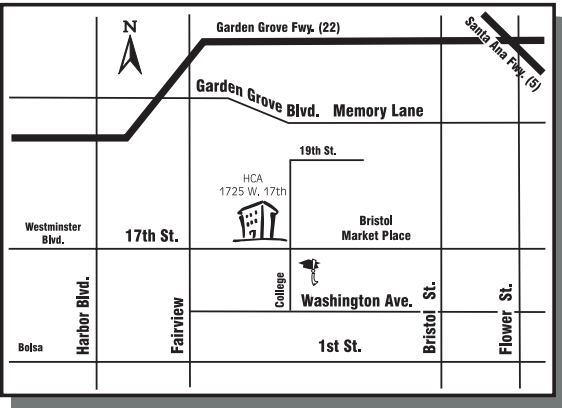 N
Garden Grove Fwy. (22)
Santa Ana Fwy. (5)
Garden Grove Blvd. Memory Lane
19th St.
HCA
1725 W. 17th
Westminster
Blvd.
17th St.
Bristol
Market Place
Harbor Blvd.
Fairview
College
Washington Ave.
Bristol St.
Flower St.
Bolsa
1st St.